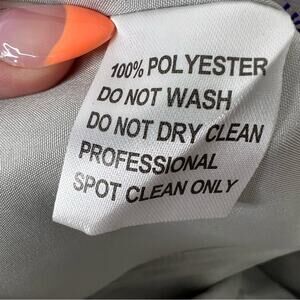 100% POLYESTER
DO NOT WASH
DO NOT DRY CLEAN
PROFESSIONAL
SPOT CLEAN ONLY